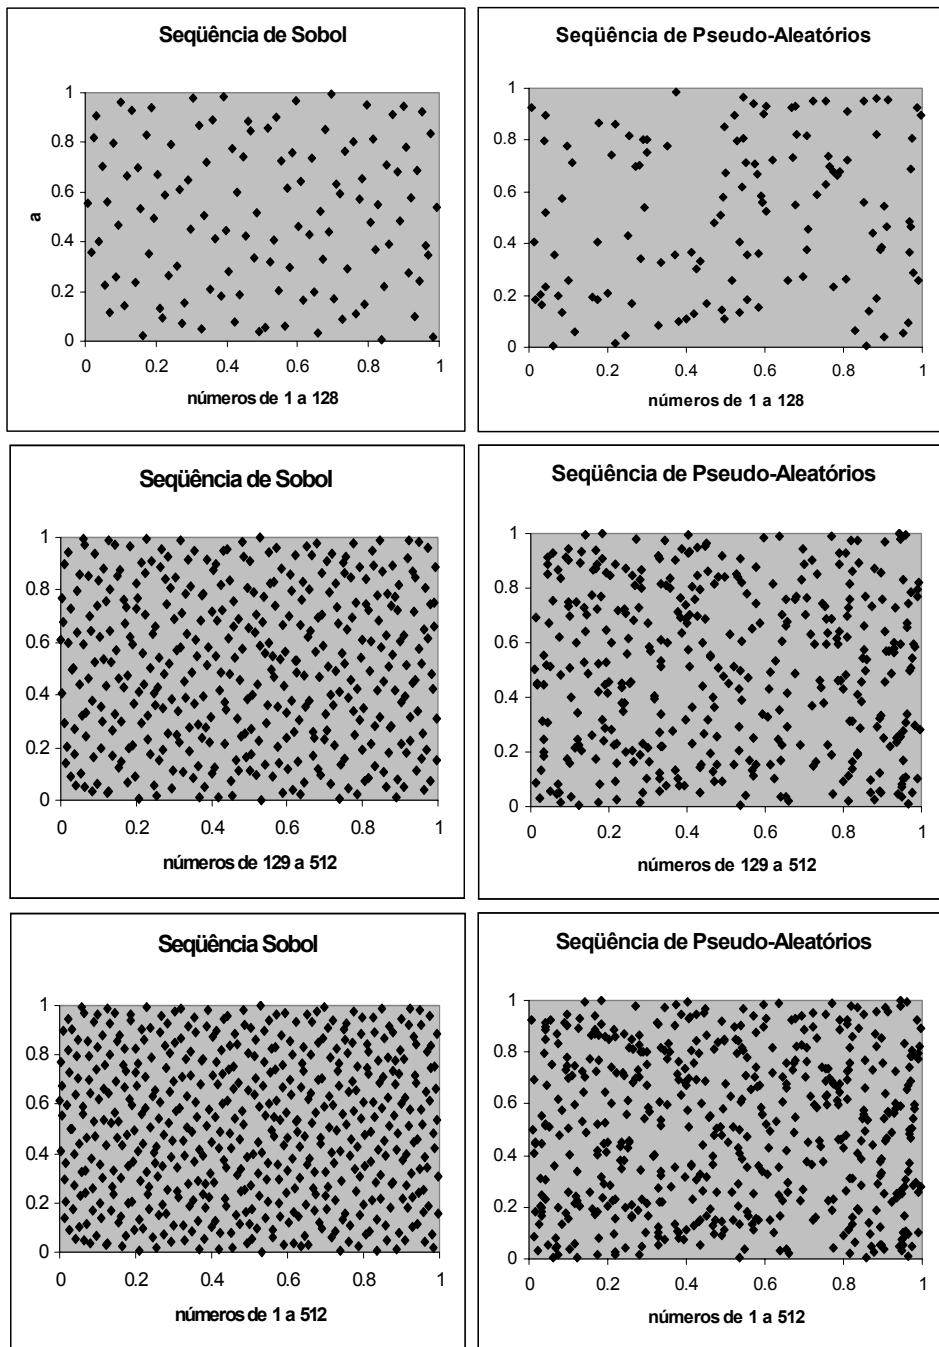 Seqüência de Sobol
1
0.8
0.6
a
0.4
0.2
0
0 0.2 0.4 0.6 0.8 1
números de 1 a 128
Seqüência de Pseudo-Aleatórios
1
0.8
0.6
0.4
0.2
0
0 0.2 0.4 0.6 0.8 1
números de 1 a 128
Seqüência de Sobol
1
0.8
0.6
0.4
0.2
0
0 0.2 0.4 0.6 0.8 1
números de 129 a 512
Seqüência de Pseudo-Aleatórios
1
0.8
0.6
0.4
0.2
0
0 0.2 0.4 0.6 0.8 1
números de 129 a 512
Seqüência Sobol
1
0.8
0.6
0.4
0.2
0
0 0.2 0.4 0.6 0.8 1
números de 1 a 512
Seqüência de Pseudo-Aleatórios
1
0.8
0.6
0.4
0.2
0
0 0.2 0.4 0.6 0.8 1
números de 1 a 512